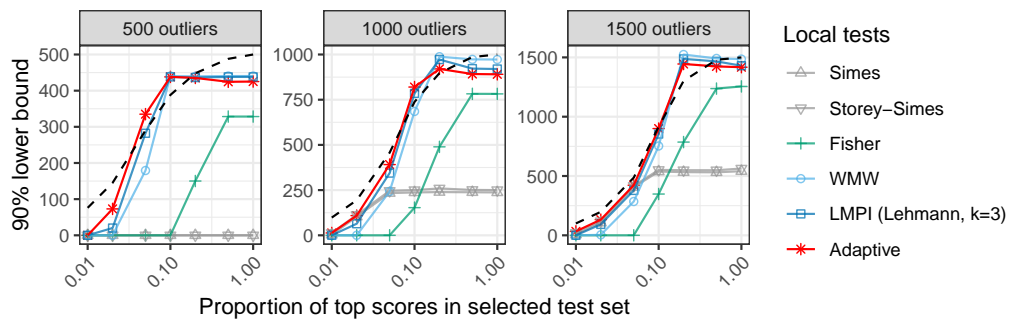 500 outliers
1000 outliers
1500 outliers
90% lower bound
500
400
300
200
100
0
1000
750
500
250
0
1500
1000
500
0
0.01
0.10
1.00
0.01
0.10
1.00
0.01
0.10
1.00
Proportion of top scores in selected test set
Local tests
Simes
Storey−Simes
Fisher
WMW
LMPI (Lehmann, k=3)
Adaptive